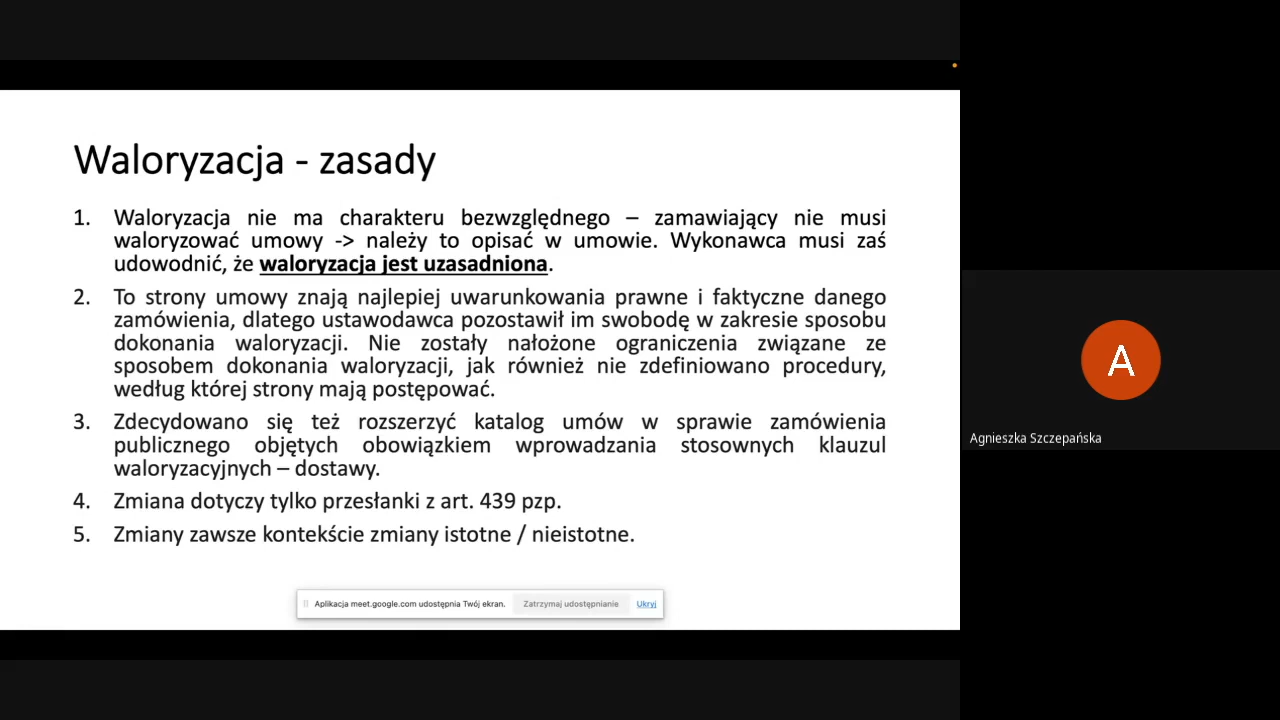 Waloryzacja - zasady
1. Waloryzacja nie ma charakteru bezwzględnego – zamawiający nie musi
waloryzować umowy -> należy to opisać w umowie. Wykonawca musi zaś
udowodnić, że waloryzacja jest uzasadniona.
2. To strony umowy znają najlepiej uwarunkowania prawne i faktyczne danego
zamówienia, dlatego ustawodawca pozostawił im swobodę w zakresie sposobu
dokonania waloryzacji. Nie zostały nałożone ograniczenia związane ze
sposobem dokonania waloryzacji, jak również nie zdefiniowano procedury,
według której strony mają postępować.
3. Zdecydowano się też rozszerzyć katalog umów w sprawie zamówienia
publicznego objętych obowiązkiem wprowadzania stosownych klauzul
waloryzacyjnych – dostawy.
4. Zmiana dotyczy tylko przesłanki z art. 439 pzp.
5. Zmiany zawsze kontekście zmiany istotne / nieistotne.
Aplikacja meet.google.com udostępnia Twój ekran. Zatrzymaj udostępnianie Ukryj
A
Agnieszka Szczepańska